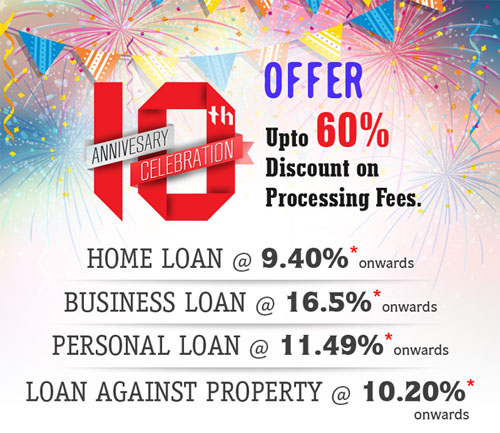 10th
ANNIVESARY
CELEBRATION
OFFER
Upto 60%
Discount on
Processing Fees.
HOME LOAN @ 9.40%* onwards
BUSINESS LOAN @ 16.5%* onwards
PERSONAL LOAN @ 11.49%* onwards
LOAN AGAINST PROPERTY @ 10.20%*
onwards